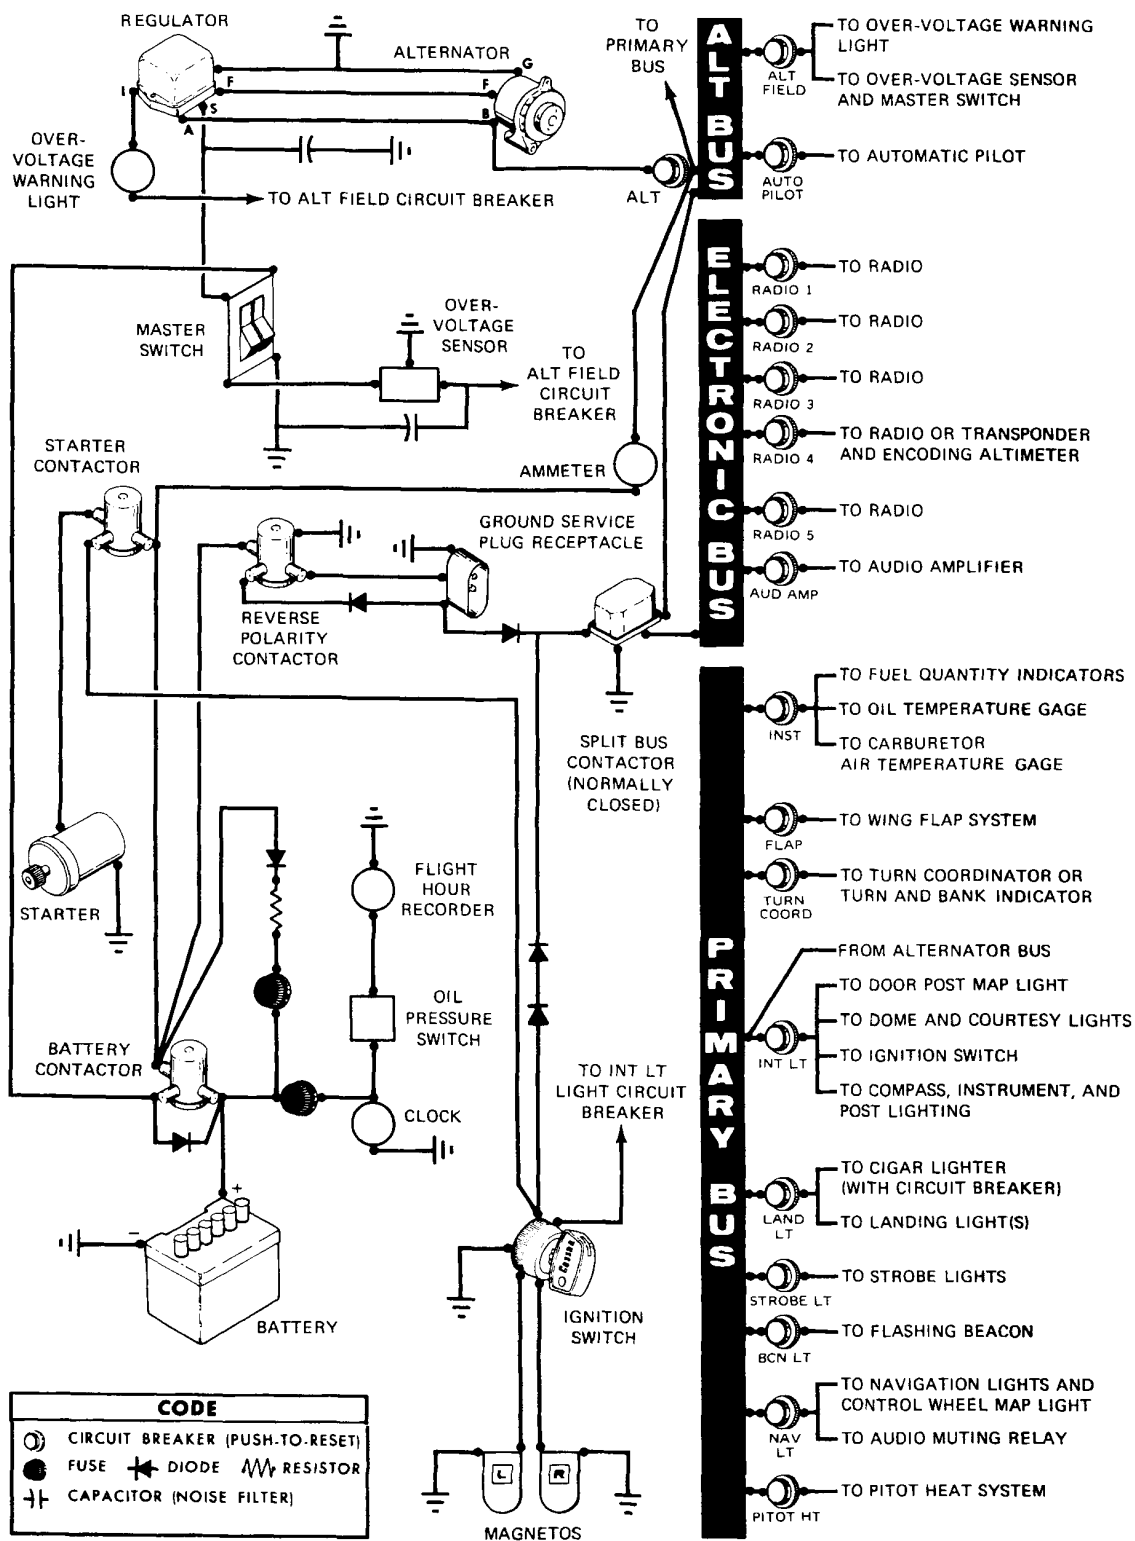 REGULATOR
ALTERNATOR
G
F
F
I
S
A
B
OVER-
VOLTAGE
WARNING
LIGHT
TO ALT FIELD CIRCUIT BREAKER
TO
PRIMARY
BUS
ALT
ALT BUS
ALT
FIELD
TO OVER-VOLTAGE WARNING
LIGHT
TO OVER-VOLTAGE SENSOR
AND MASTER SWITCH
AUTO
PILOT
TO AUTOMATIC PILOT
MASTER
SWITCH
OVER-
VOLTAGE
SENSOR
TO
ALT FIELD
CIRCUIT
BREAKER
ELECTRONIC BUS
RADIO 1
TO RADIO
RADIO 2
TO RADIO
RADIO 3
TO RADIO
RADIO 4
TO RADIO OR TRANSPONDER
AND ENCODING ALTIMETER
RADIO 5
TO RADIO
AUD AMP
TO AUDIO AMPLIFIER
STARTER
CONTACTOR
AMMETER
GROUND SERVICE
PLUG RECEPTACLE
REVERSE
POLARITY
CONTACTOR
SPLIT BUS
CONTACTOR
(NORMALLY
CLOSED)
PRIMARY BUS
INST
TO FUEL QUANTITY INDICATORS
TO OIL TEMPERATURE GAGE
TO CARBURETOR
AIR TEMPERATURE GAGE
FLAP
TO WING FLAP SYSTEM
TURN
COORD
TO TURN COORDINATOR OR
TURN AND BANK INDICATOR
FROM ALTERNATOR BUS
INT LT
TO DOOR POST MAP LIGHT
TO DOME AND COURTESY LIGHTS
TO IGNITION SWITCH
TO COMPASS, INSTRUMENT, AND
POST LIGHTING
LAND
LT
TO CIGAR LIGHTER
(WITH CIRCUIT BREAKER)
TO LANDING LIGHT(S)
STROBE LT
TO STROBE LIGHTS
BCN LT
TO FLASHING BEACON
NAV
LT
TO NAVIGATION LIGHTS AND
CONTROL WHEEL MAP LIGHT
TO AUDIO MUTING RELAY
PITOT HT
TO PITOT HEAT SYSTEM
STARTER
FLIGHT
HOUR
RECORDER
OIL
PRESSURE
SWITCH
BATTERY
CONTACTOR
CLOCK
TO INT LT
LIGHT CIRCUIT
BREAKER
+
−
BATTERY
Cessna
IGNITION
SWITCH
L
R
MAGNETOS
CODE
CIRCUIT BREAKER (PUSH-TO-RESET)
FUSE DIODE RESISTOR
CAPACITOR (NOISE FILTER)